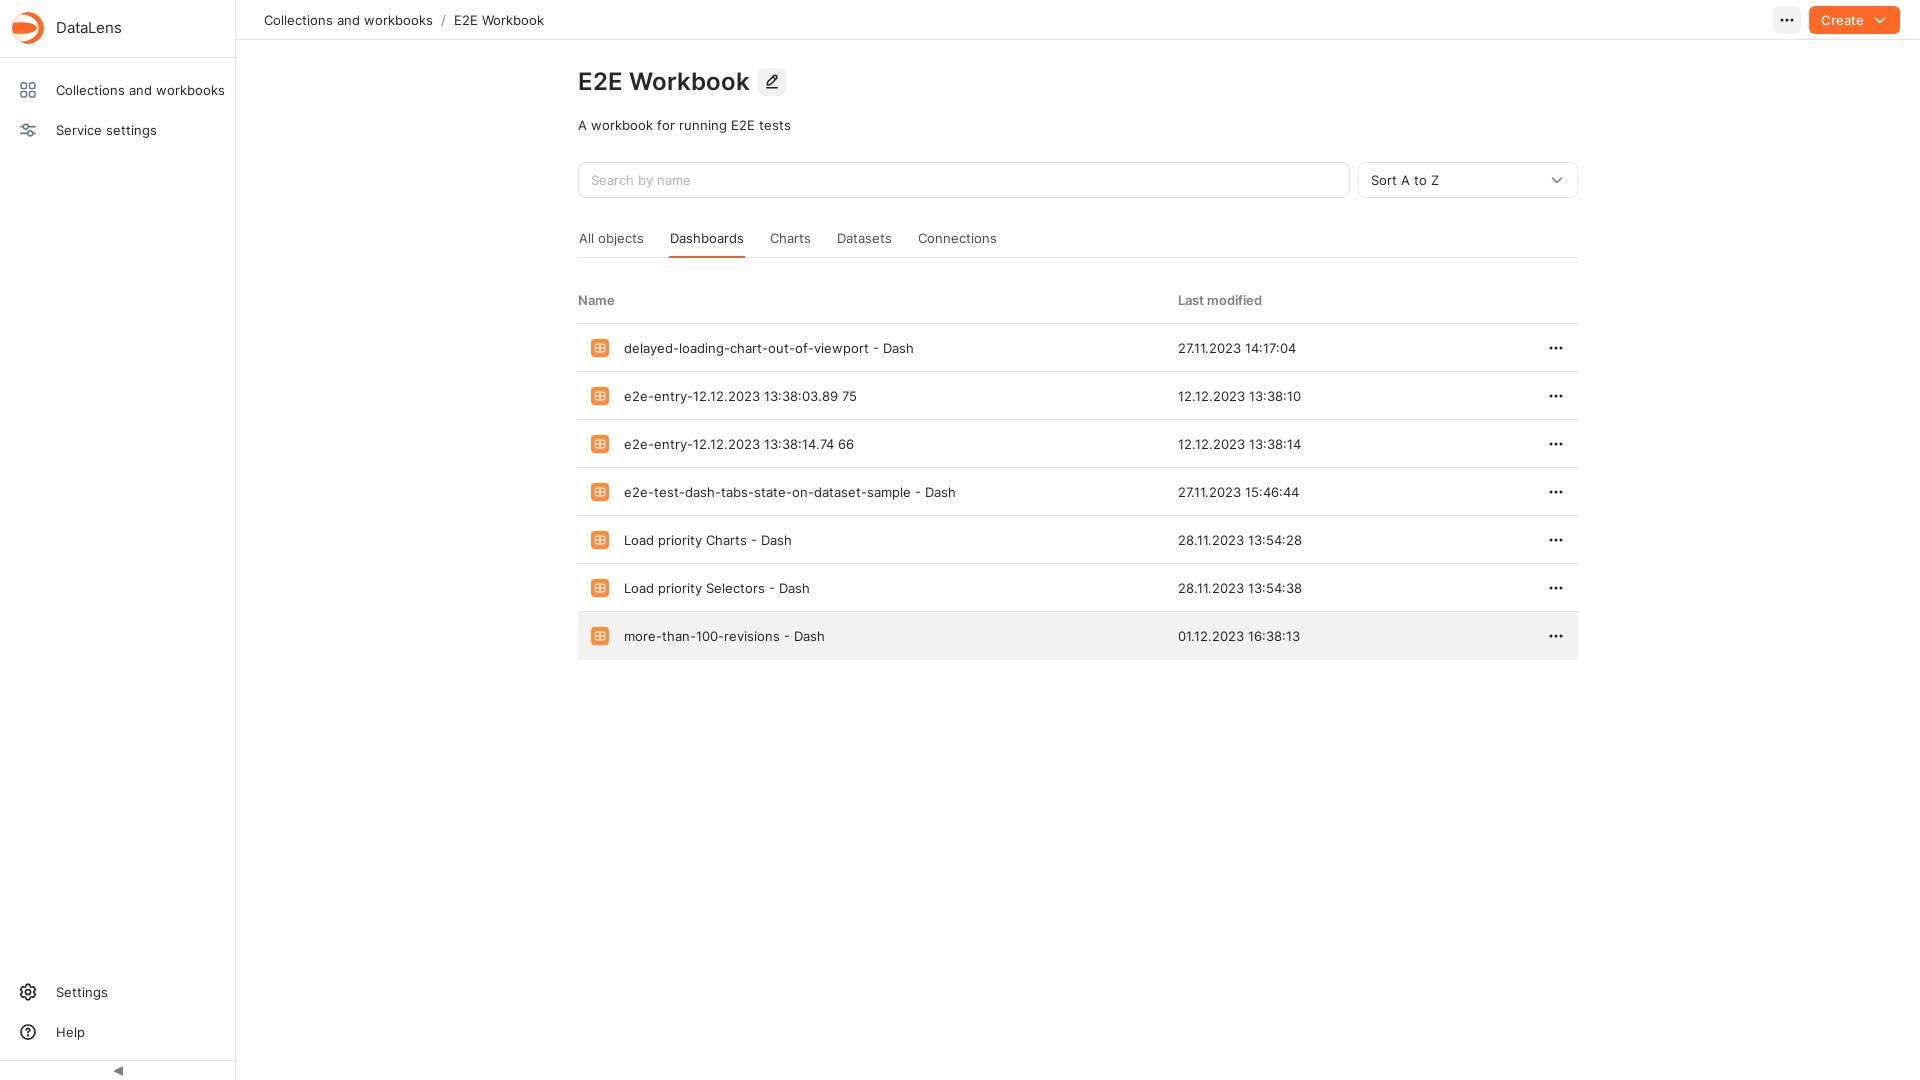 DataLens
Collections and workbooks / E2E Workbook
Create
Collections and workbooks
Service settings
E2E Workbook
A workbook for running E2E tests
Search by name
Sort A to Z
All objects Dashboards Charts Datasets Connections
Name Last modified
delayed-loading-chart-out-of-viewport - Dash 27.11.2023 14:17:04
e2e-entry-12.12.2023 13:38:03.89 75 12.12.2023 13:38:10
e2e-entry-12.12.2023 13:38:14.74 66 12.12.2023 13:38:14
e2e-test-dash-tabs-state-on-dataset-sample - Dash 27.11.2023 15:46:44
Load priority Charts - Dash 28.11.2023 13:54:28
Load priority Selectors - Dash 28.11.2023 13:54:38
more-than-100-revisions - Dash 01.12.2023 16:38:13
Settings
Help